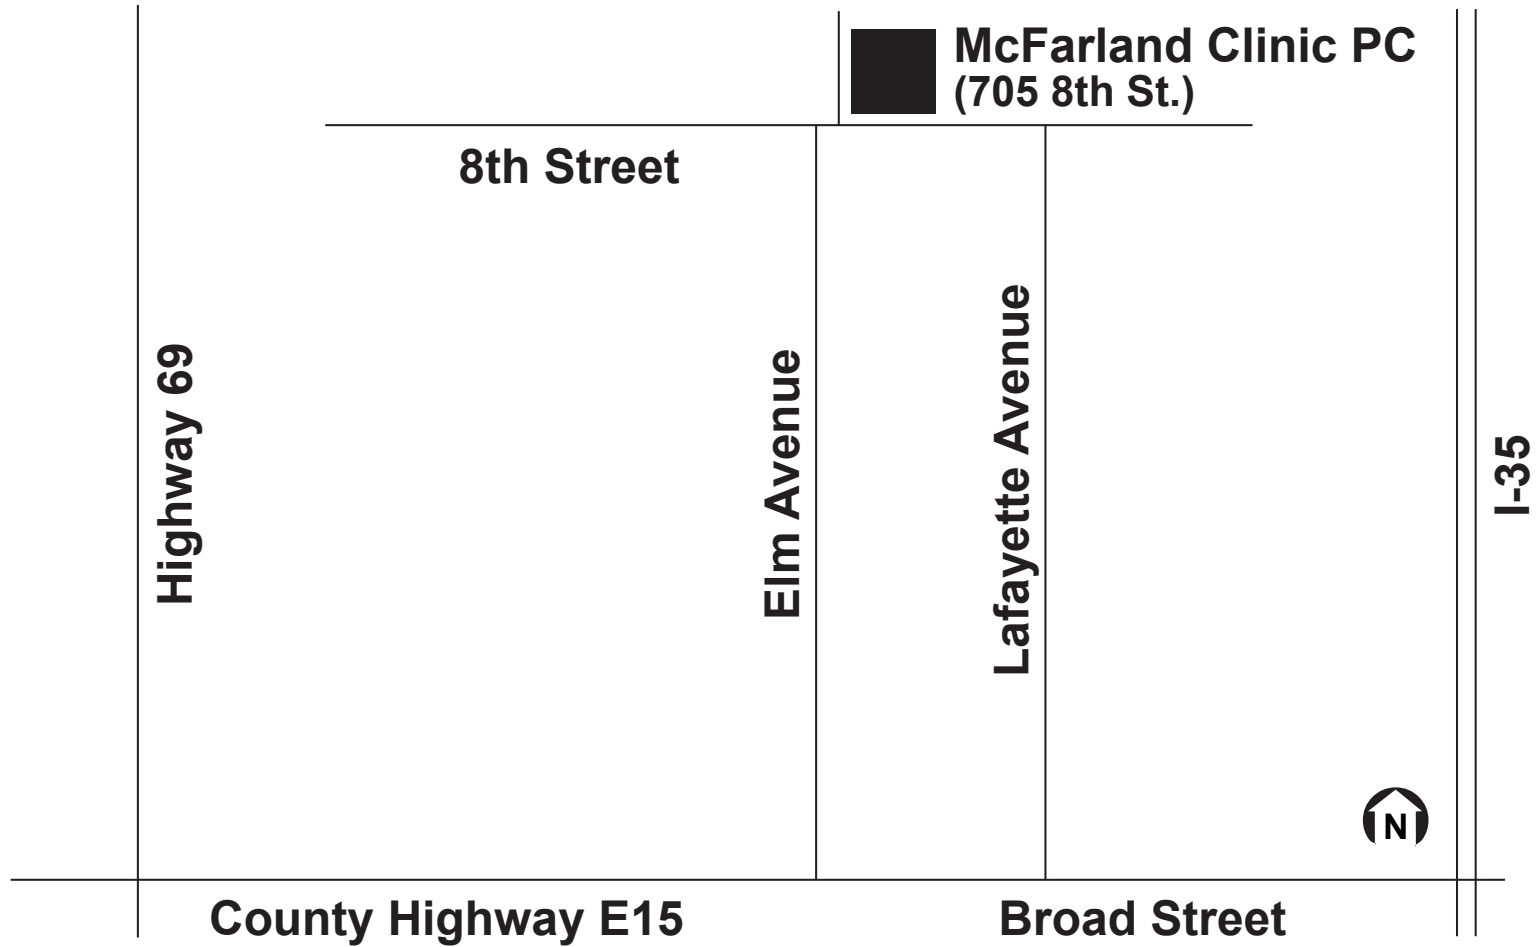 McFarland Clinic PC
(705 8th St.)
8th Street
Highway 69
Elm Avenue
Lafayette Avenue
I-35
N
County Highway E15
Broad Street